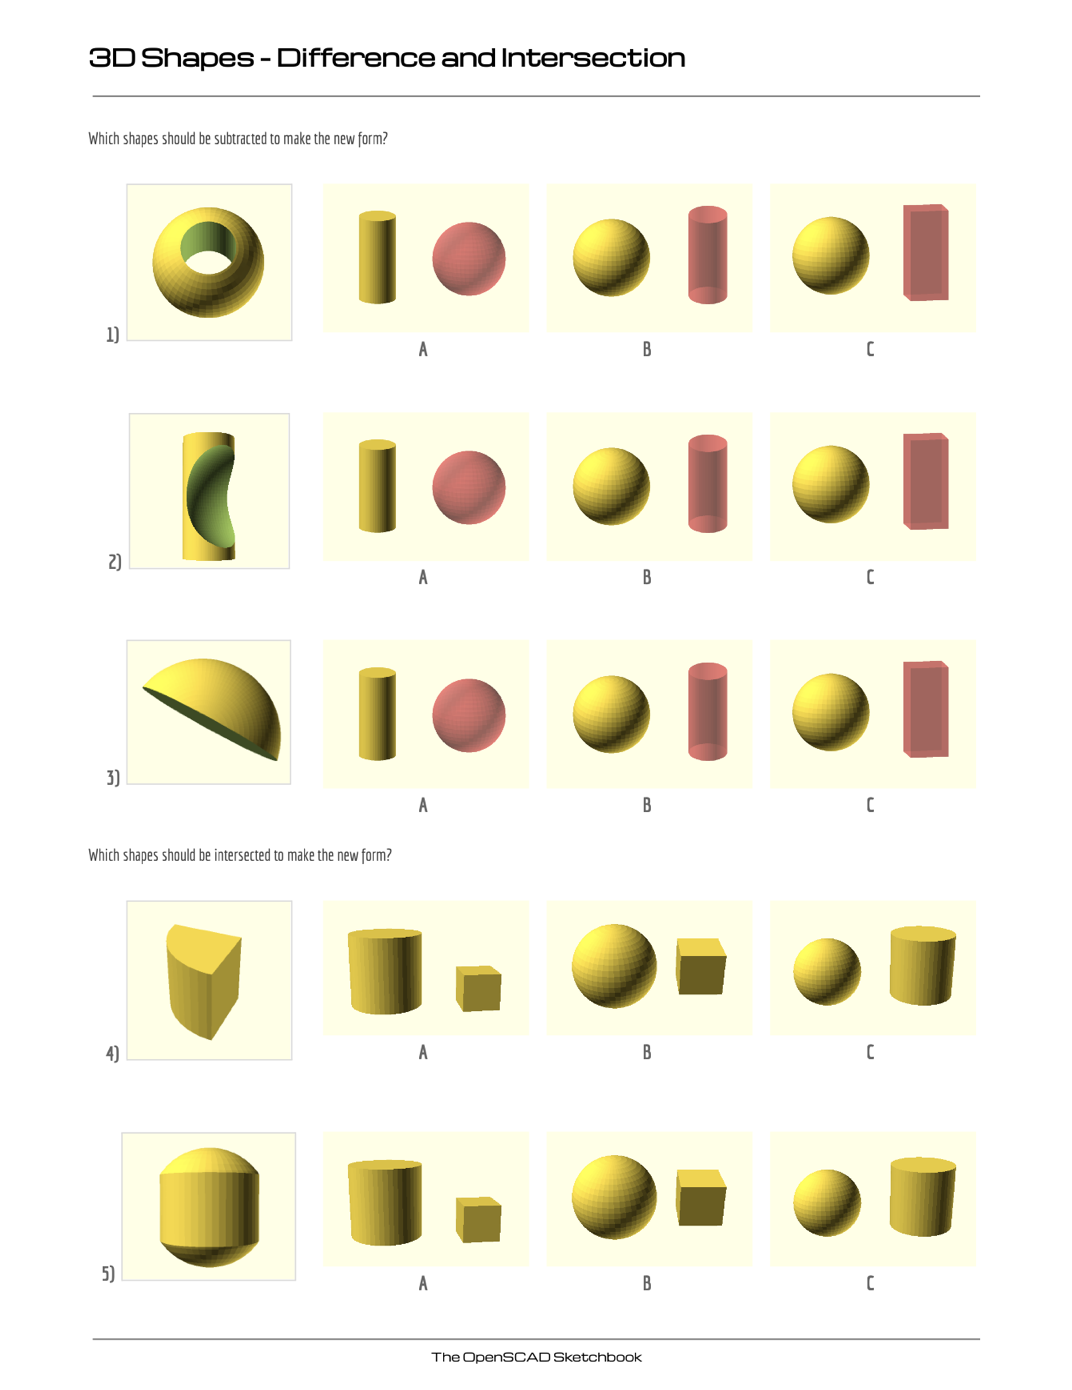 3D Shapes - Difference and Intersection
Which shapes should be subtracted to make the new form?
1)
A
B
C
2)
A
B
C
3)
A
B
C
Which shapes should be intersected to make the new form?
4)
A
B
C
5)
A
B
C
The OpenSCAD Sketchbook